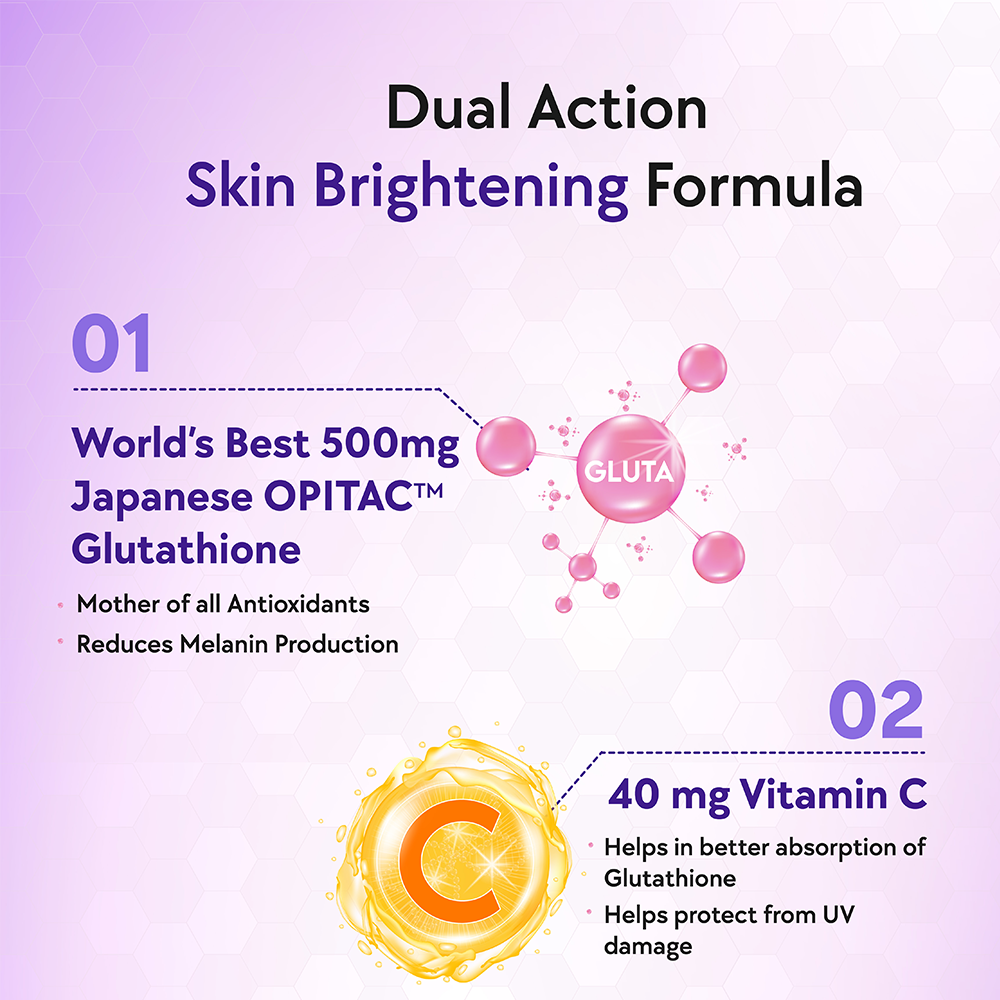 Dual Action
Skin Brightening Formula
01
World's Best 500mg
Japanese OPITAC™
Glutathione
• Mother of all Antioxidants
• Reduces Melanin Production
GLUTA
02
40 mg Vitamin C
• Helps in better absorption of
Glutathione
• Helps protect from UV
damage
C